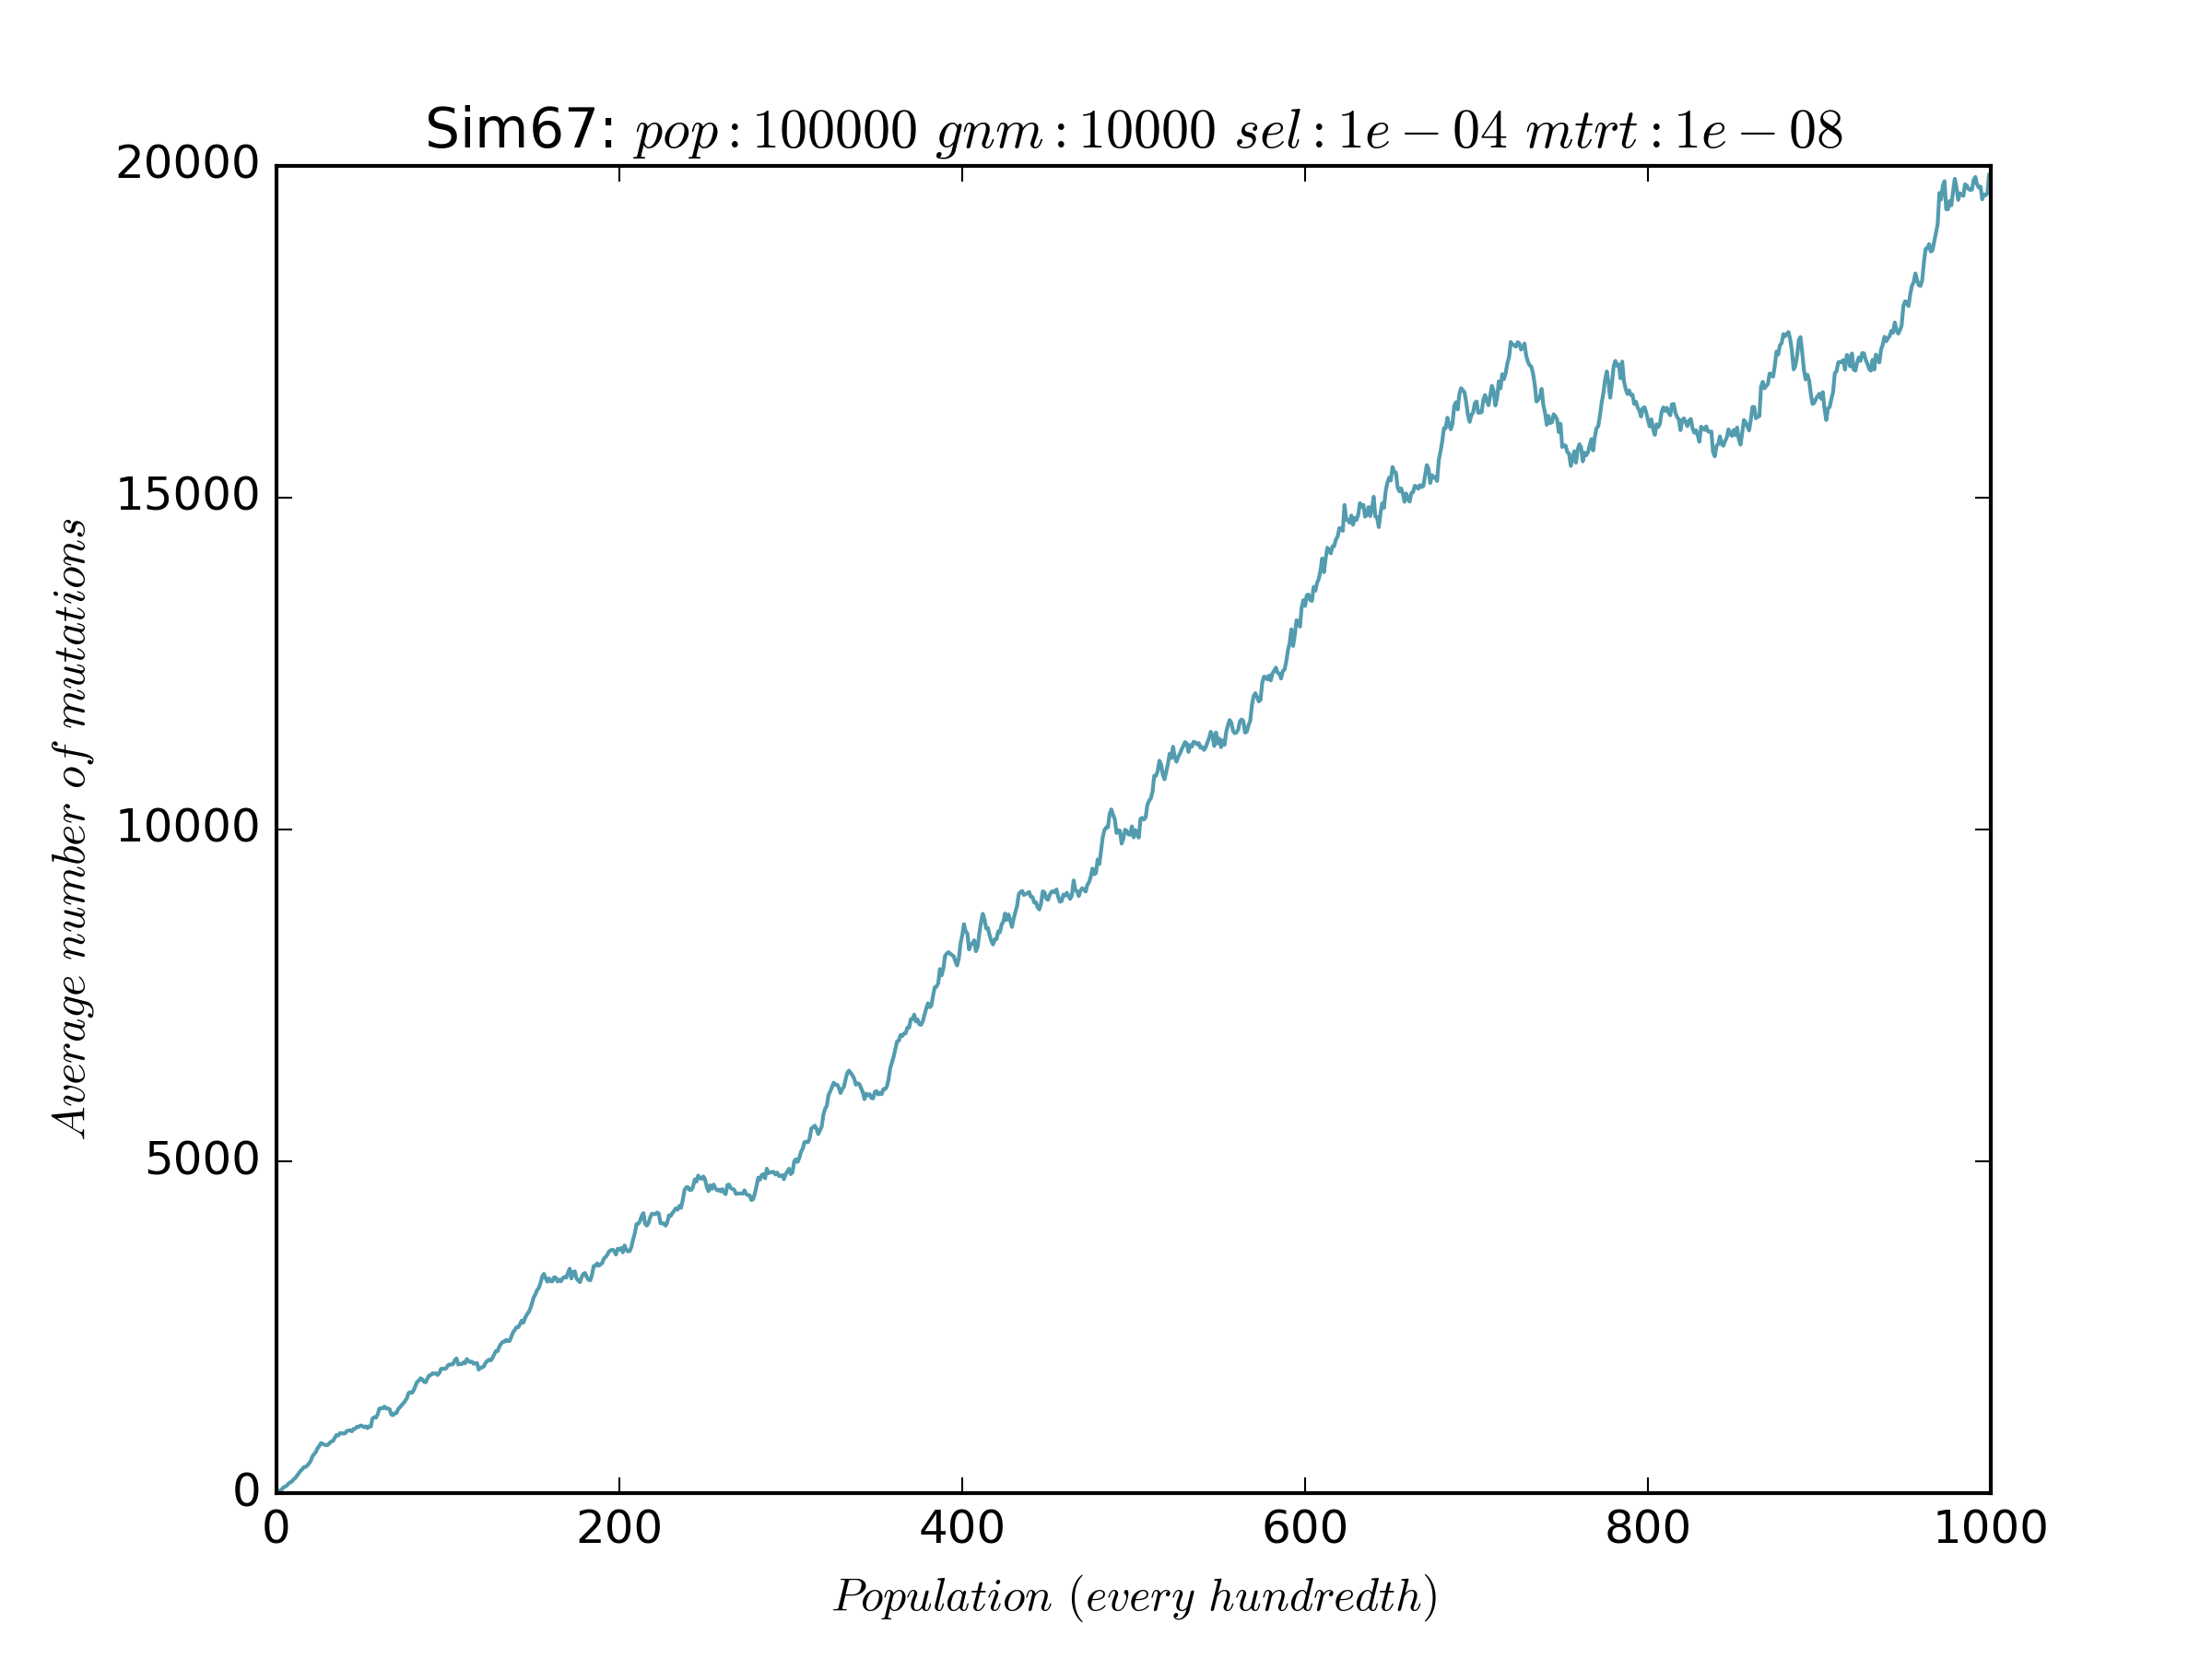 Sim67: pop : 100000 gnm : 10000 sel : 1e − 04 mtrt : 1e − 08
20000
15000
10000
5000
0
Average number of mutations
0 200 400 600 800 1000
Population (every hundredth)